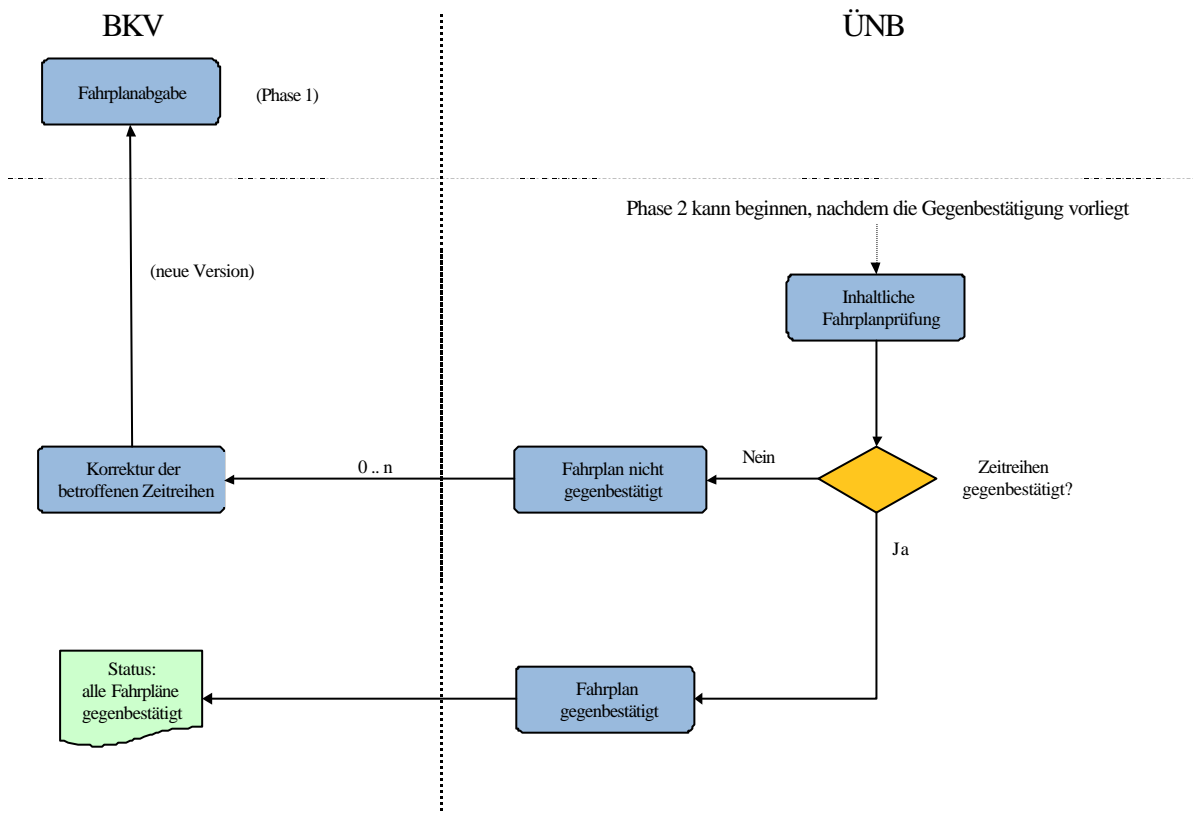 BKV
ÜNB
Fahrplanabgabe
(Phase 1)
Phase 2 kann beginnen, nachdem die Gegenbestätigung vorliegt
(neue Version)
Inhaltliche
Fahrplanprüfung
Korrektur der
betroffenen Zeitreihen
0 .. n
Fahrplan nicht
gegenbestätigt
Nein
Zeitreihen
gegenbestätigt?
Ja
Status:
alle Fahrpläne
gegenbestätigt
Fahrplan
gegenbestätigt